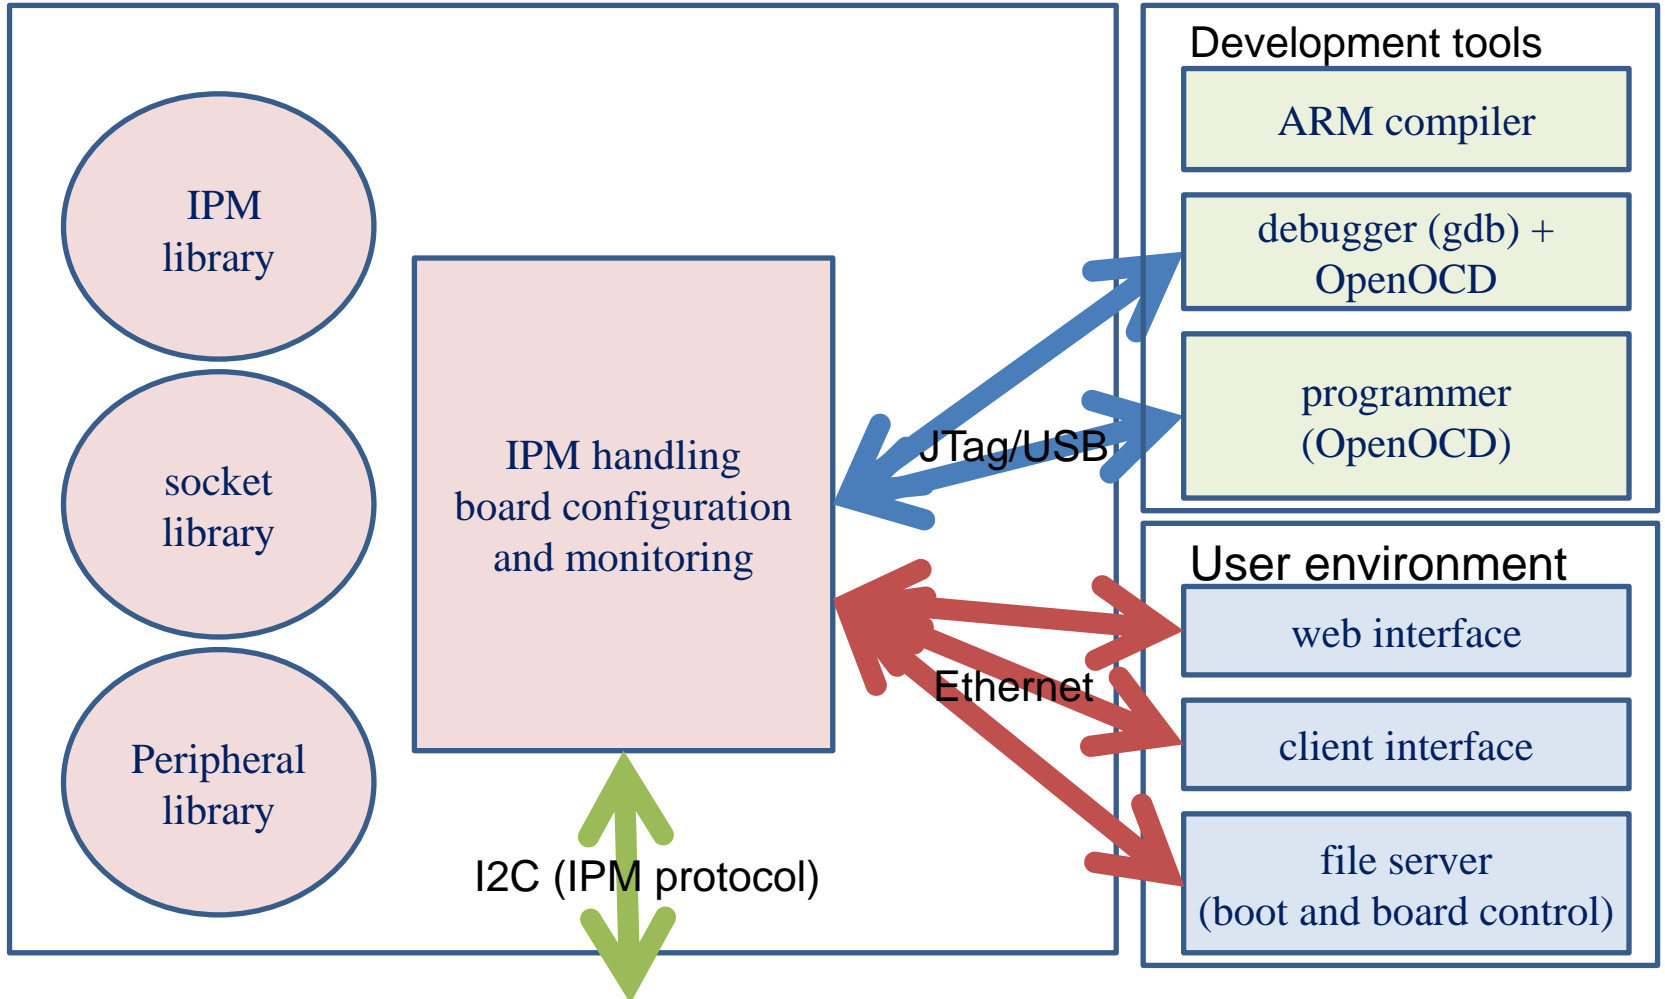 IPM
library
socket
library
Peripheral
library
IPM handling
board configuration
and monitoring
I2C (IPM protocol)
JTag/USB
Ethernet
Development tools
ARM compiler
debugger (gdb) +
OpenOCD
programmer
(OpenOCD)
User environment
web interface
client interface
file server
(boot and board control)